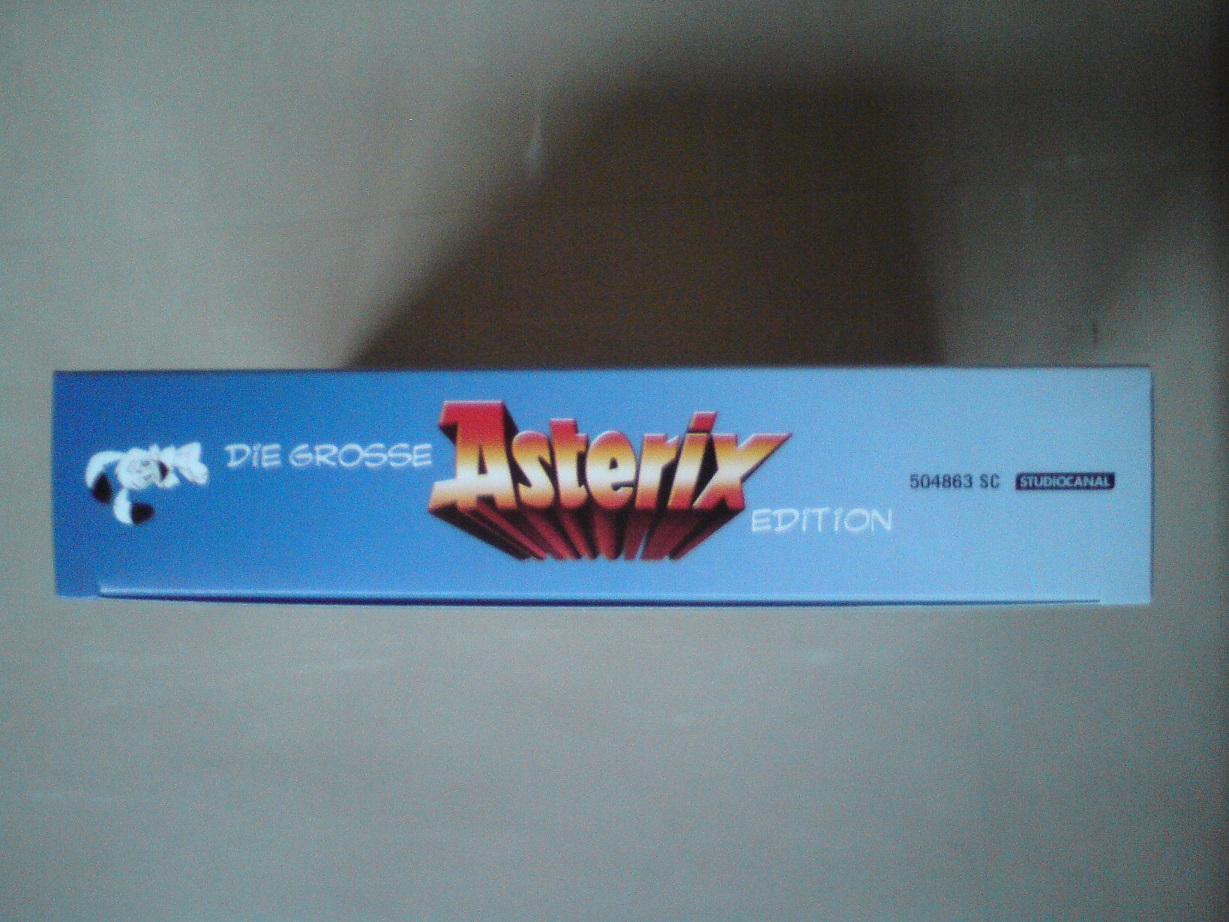 DIE GROSSE
Asterix
EDITION
504863 SC
STUDIOCANAL